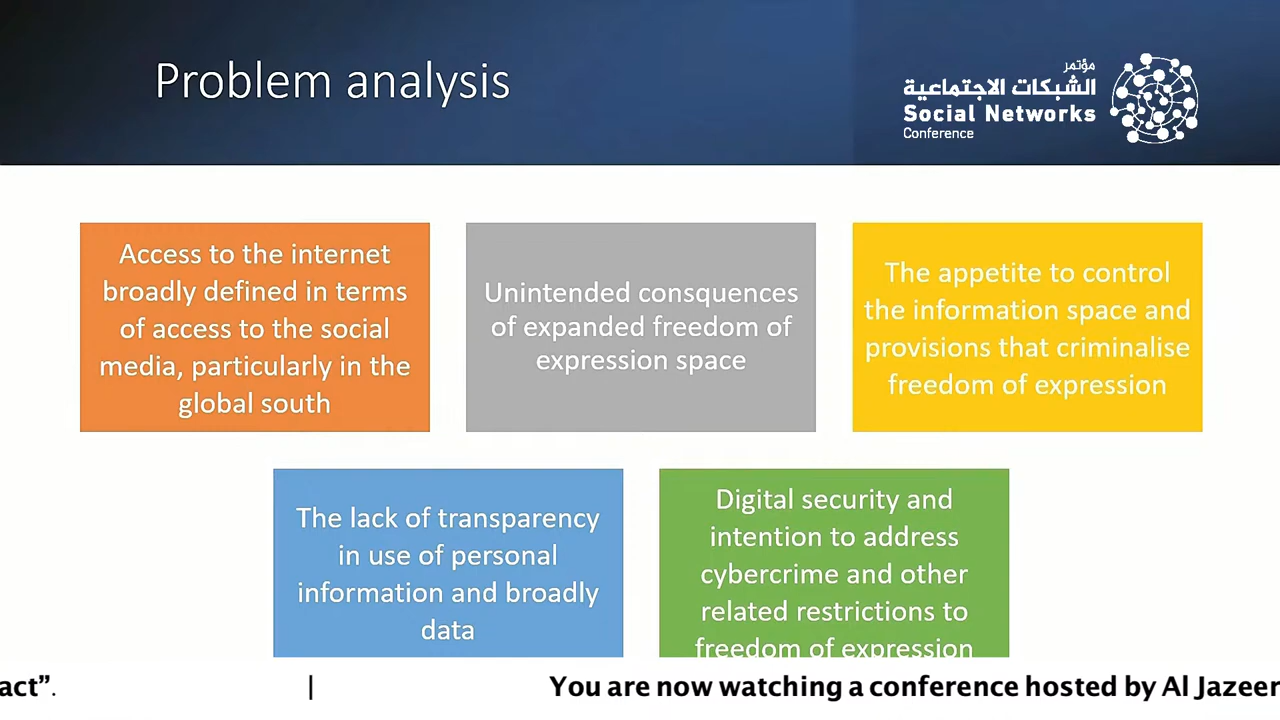 Problem analysis
مؤتمر
الشبكات الاجتماعية
Social Networks
Conference
Access to the internet
broadly defined in terms
of access to the social
media, particularly in the
global south
Unintended consquences
of expanded freedom of
expression space
The appetite to control
the information space and
provisions that criminalise
freedom of expression
The lack of transparency
in use of personal
information and broadly
data
Digital security and
intention to address
cybercrime and other
related restrictions to
freedom of expression
act”. | You are now watching a conference hosted by Al Jazeer